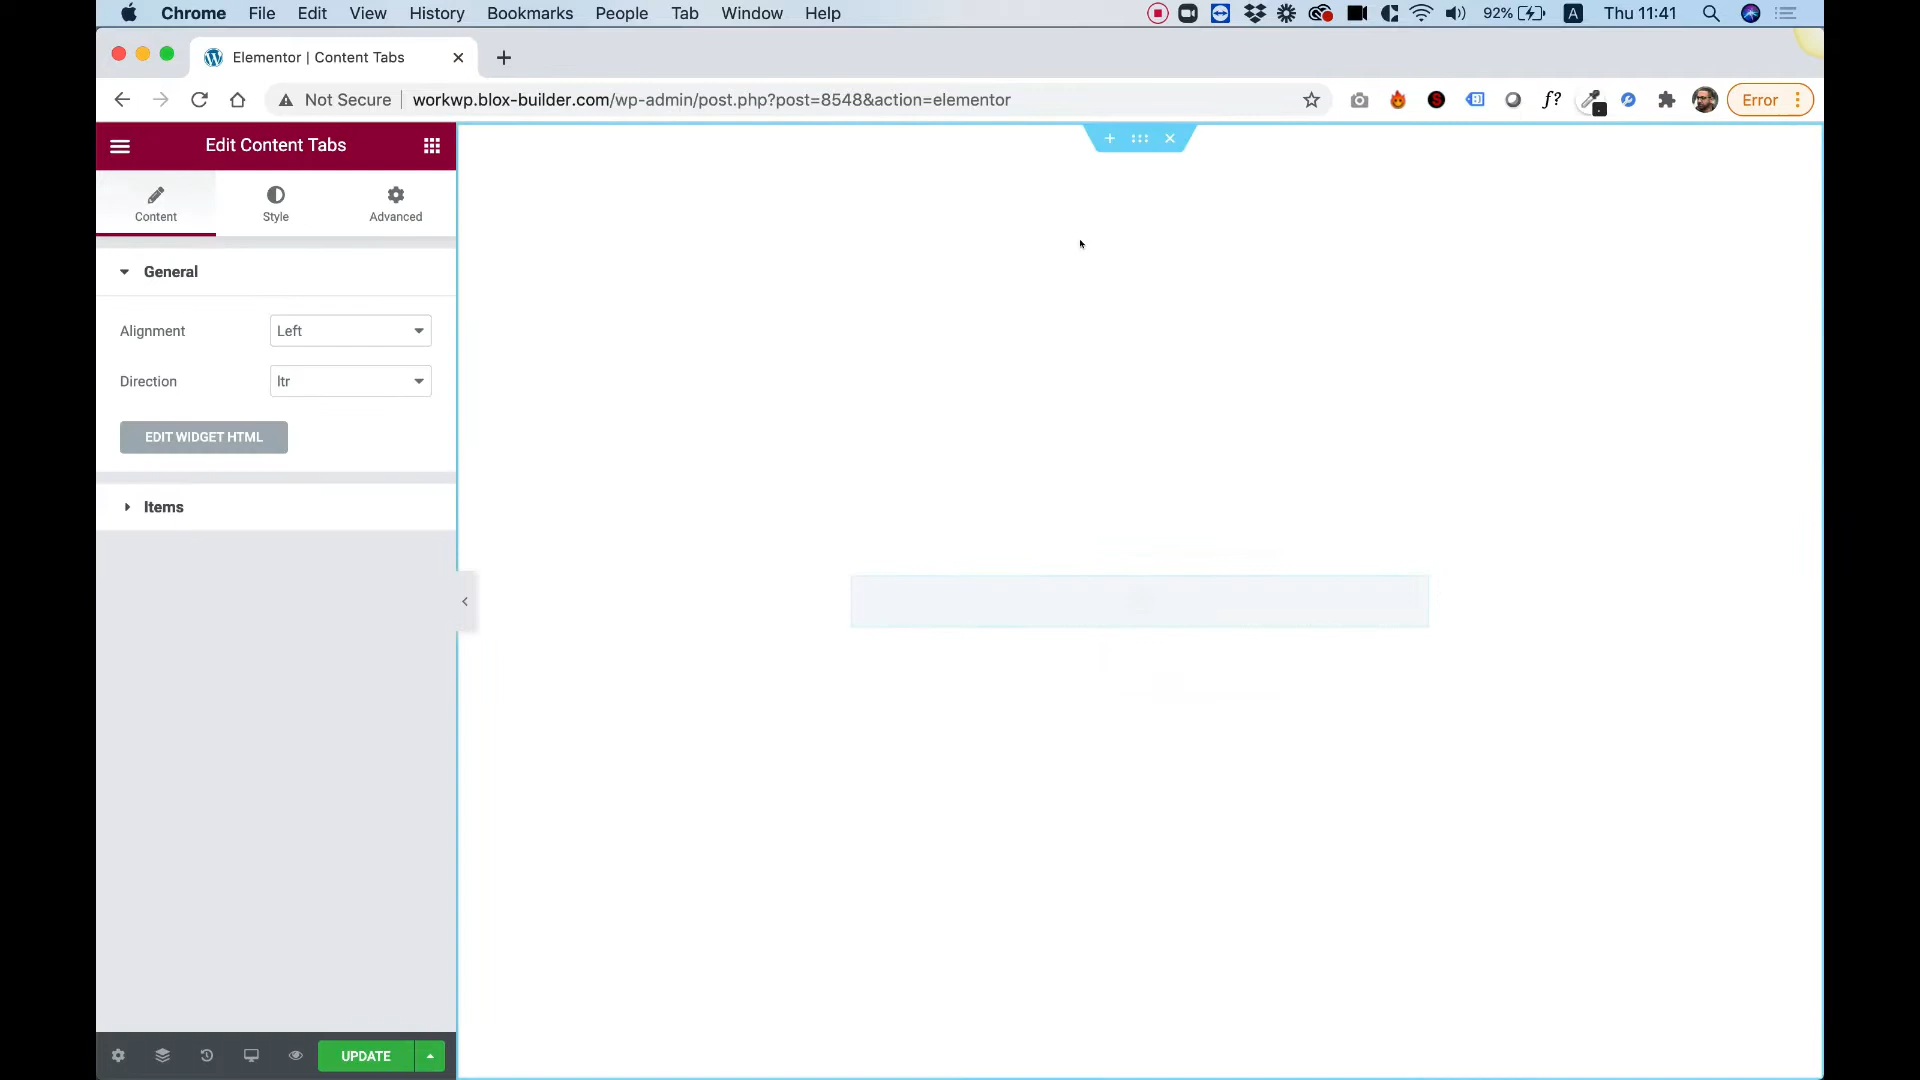 Chrome File Edit View History Bookmarks People Tab Window Help 92% A Thu 11:41
Elementor | Content Tabs
Not Secure workwp.blox-builder.com/wp-admin/post.php?post=8548&action=elementor f? Error
Edit Content Tabs
Content Style Advanced
General
Alignment Left
Direction ltr
EDIT WIDGET HTML
Items
UPDATE